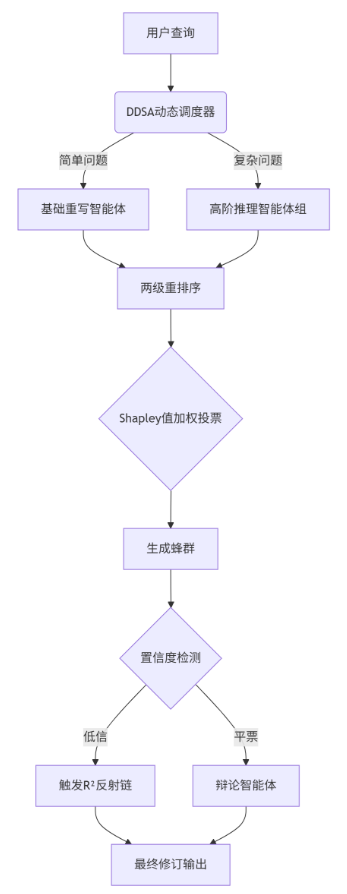 用户查询
DDSA动态调度器
简单问题
复杂问题
基础重写智能体
高阶推理智能体组
两级重排序
Shapley值加权投票
生成蜂群
置信度检测
低信
平票
触发R²反射链
辩论智能体
最终修订输出